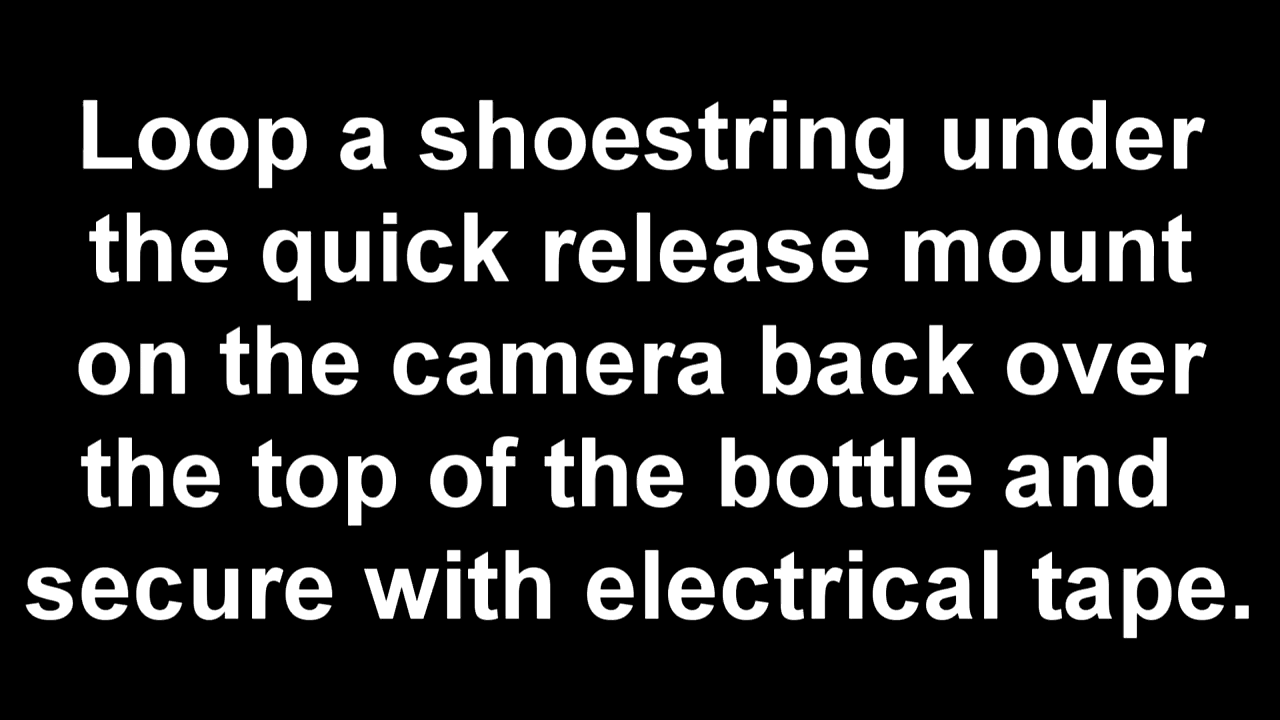 Loop a shoestring under
the quick release mount
on the camera back over
the top of the bottle and
secure with electrical tape.